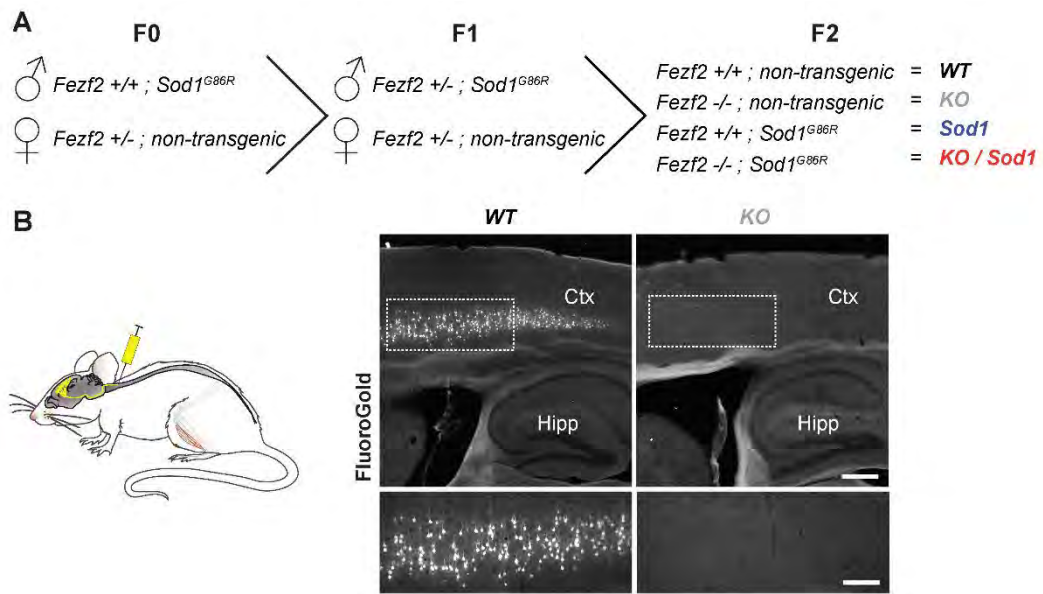 A
F0 F1 F2
Fezf2 +/+ ; Sod1G86R
Fezf2 +/- ; non-transgenic
Fezf2 +/- ; Sod1G86R
Fezf2 +/- ; non-transgenic
Fezf2 +/+ ; non-transgenic = WT
Fezf2 -/- ; non-transgenic = KO
Fezf2 +/+ ; Sod1G86R = Sod1
Fezf2 -/- ; Sod1G86R = KO / Sod1
B
WT KO
FluoroGold
Ctx Ctx
Hipp Hipp